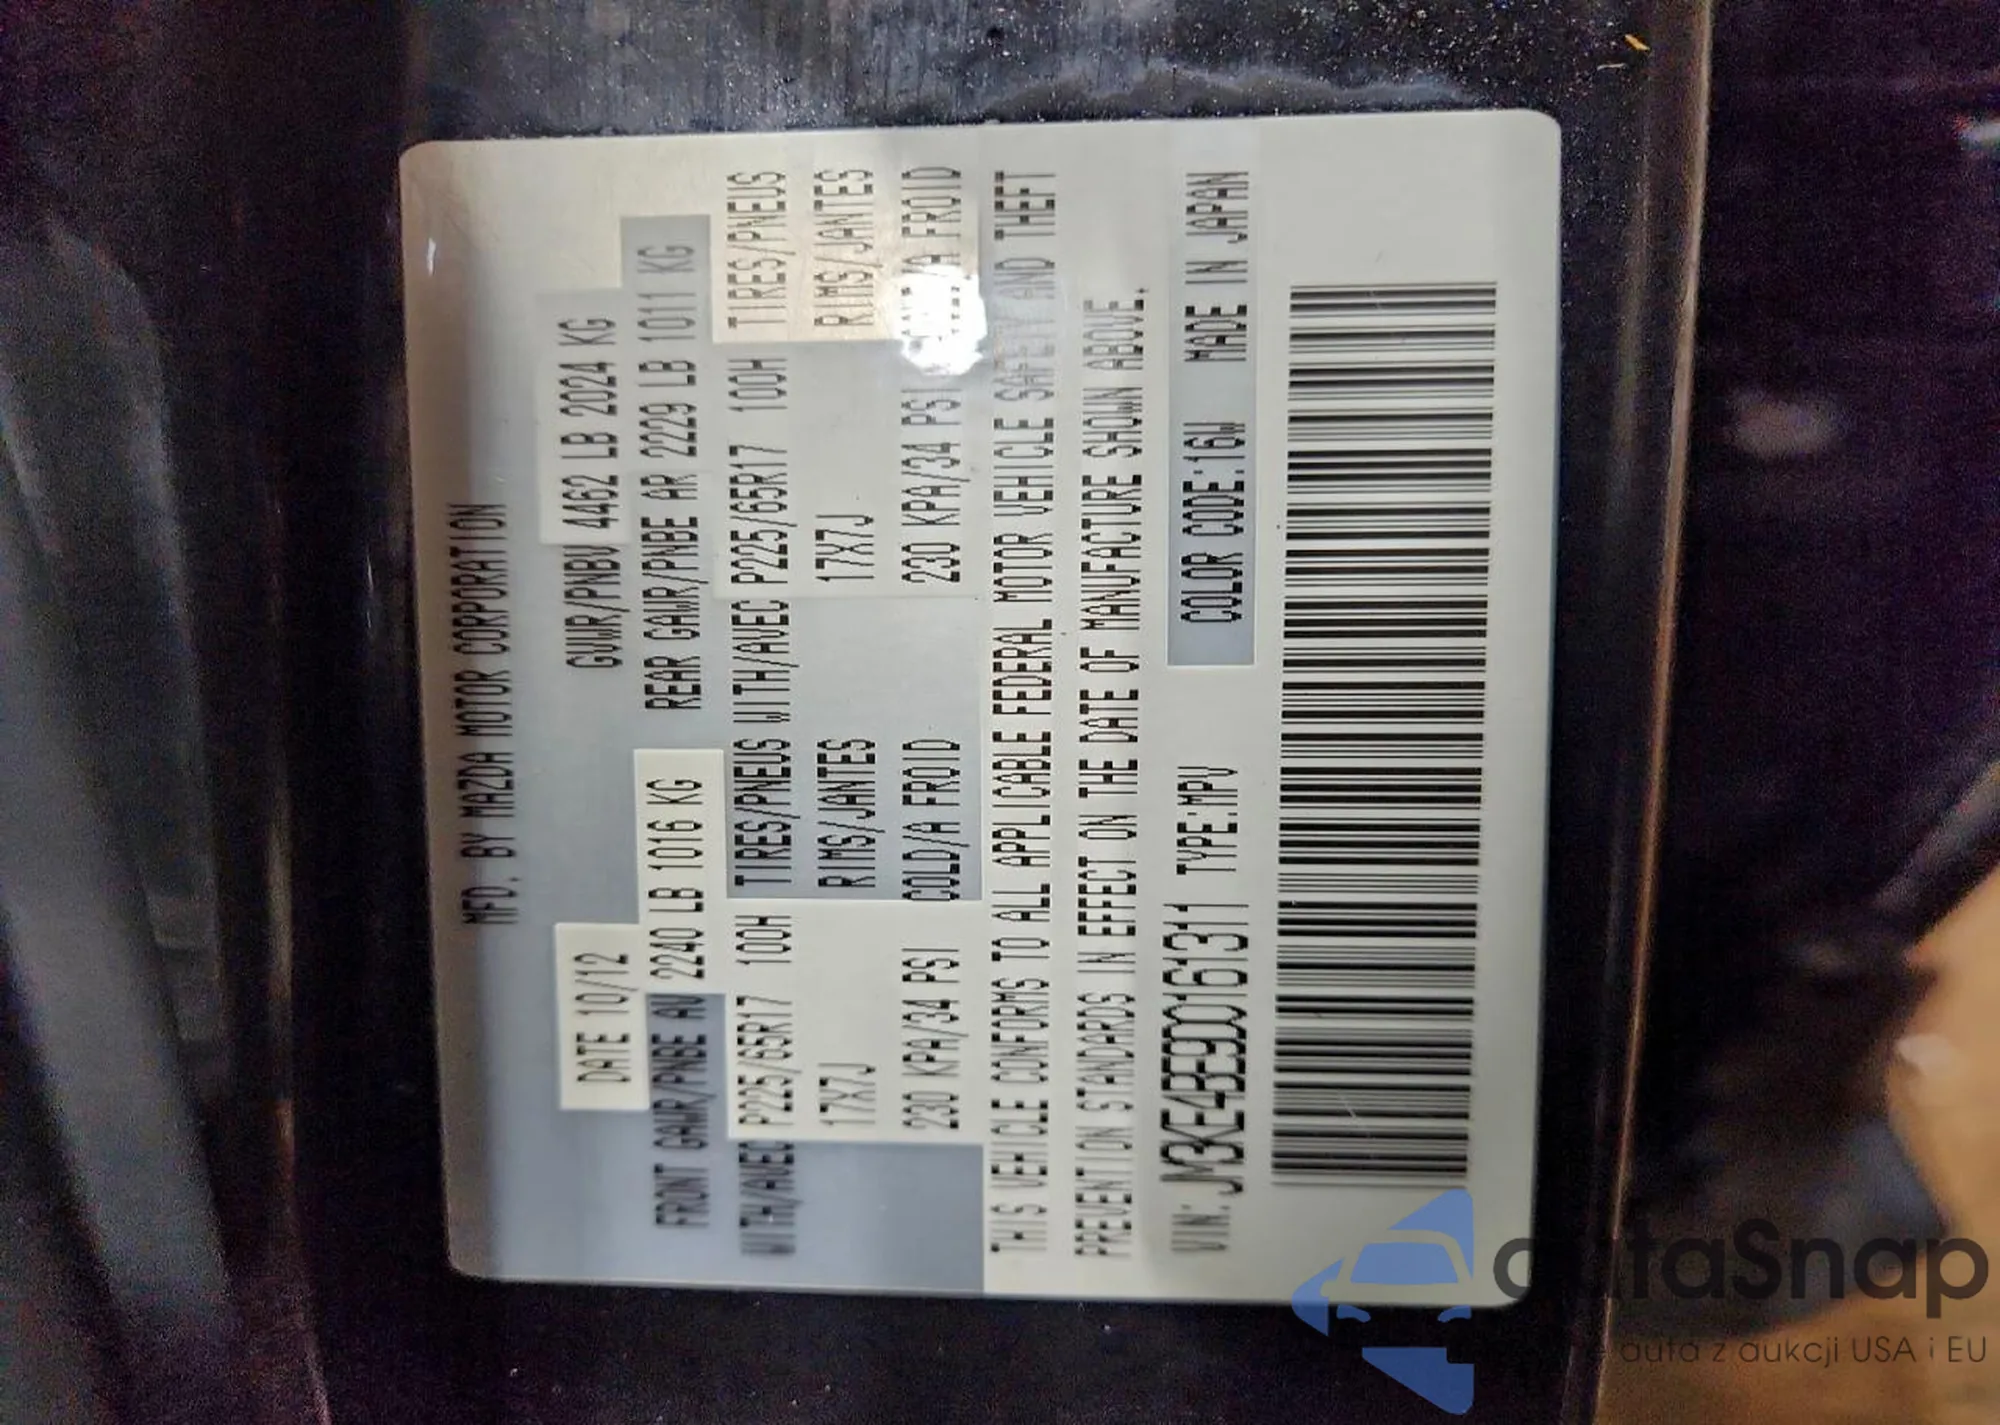 MFD. BY MAZDA MOTOR CORPORATION
DATE 10/12 GVWR/PNBV 4462 LB 2024 KG
FRONT GAWR/PNBE AV 2240 LB 1016 KG REAR GAWR/PNBE AR 2229 LB 1011 KG
WITH/AVEC P225/65R17 100H TIRES/PNEUS WITH/AVEC P225/65R17 100H TIRES/PNEUS
17X7J RIMS/JANTES 17X7J RIMS/JANTES
230 KPA/34 PSI COLD/A FROID 230 KPA/34 PSI FROID
THIS VEHICLE CONFORMS TO ALL APPLICABLE FEDERAL MOTOR VEHICLE SAFETY AND THEFT
PREVENTION STANDARDS IN EFFECT ON THE DATE OF MANUFACTURE SHOWN ABOVE.
VIN: JM3KE4BE9D0161311 TYPE:MPV COLOR CODE:16W MADE IN JAPAN
autaSnap
auta z aukcji USA i EU